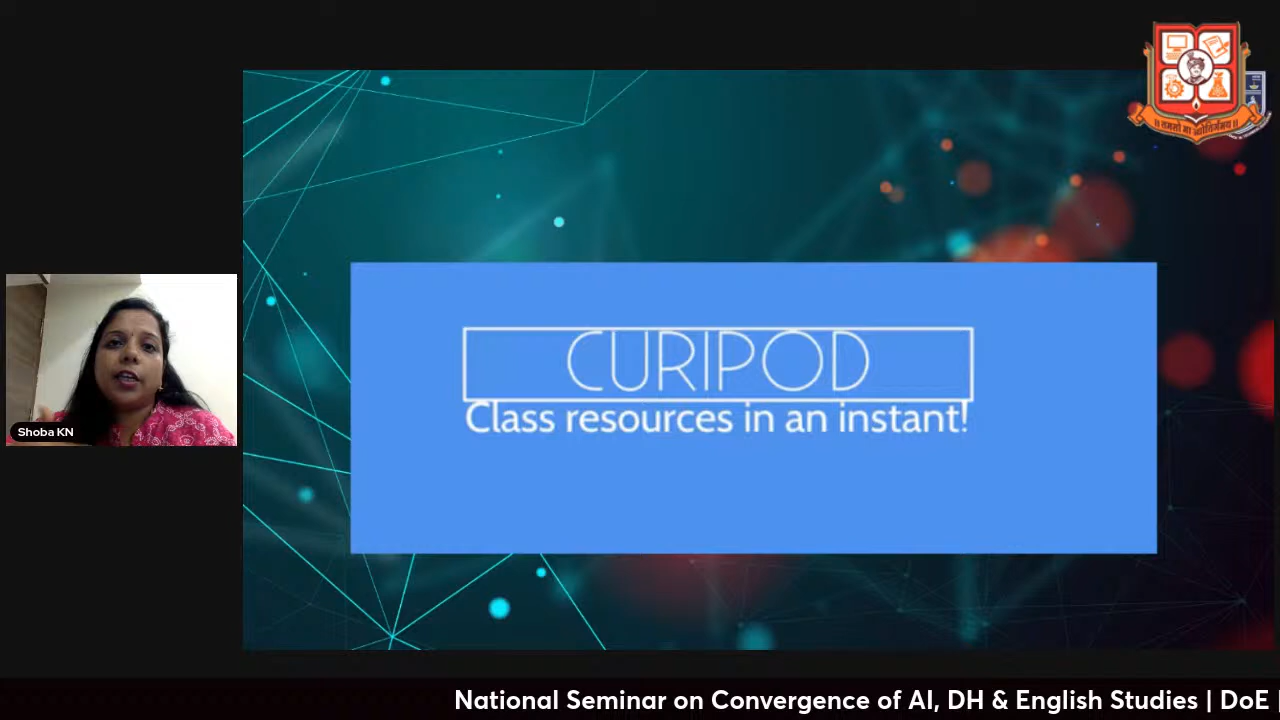 CURIPOD
Class resources in an instant!
Shoba KN
National Seminar on Convergence of AI, DH & English Studies | DoE |